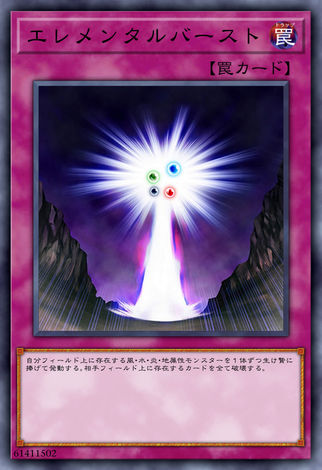 エレメンタルバースト
トラップ
罠
【罠カード】
自分フィールド上に存在する風・水・炎・地属性モンスターを１体ずつ生け贄に
捧げて発動する。相手フィールド上に存在するカードを全て破壊する。
61411502